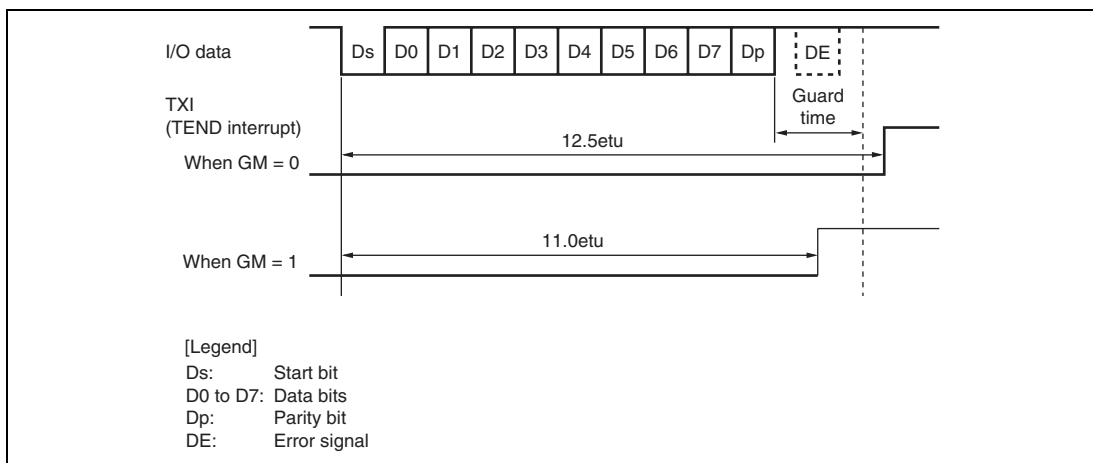 I/O data
Ds D0 D1 D2 D3 D4 D5 D6 D7 Dp DE
Guard
time
TXI
(TEND interrupt)
12.5etu
When GM = 0
11.0etu
When GM = 1
[Legend]
Ds: Start bit
D0 to D7: Data bits
Dp: Parity bit
DE: Error signal